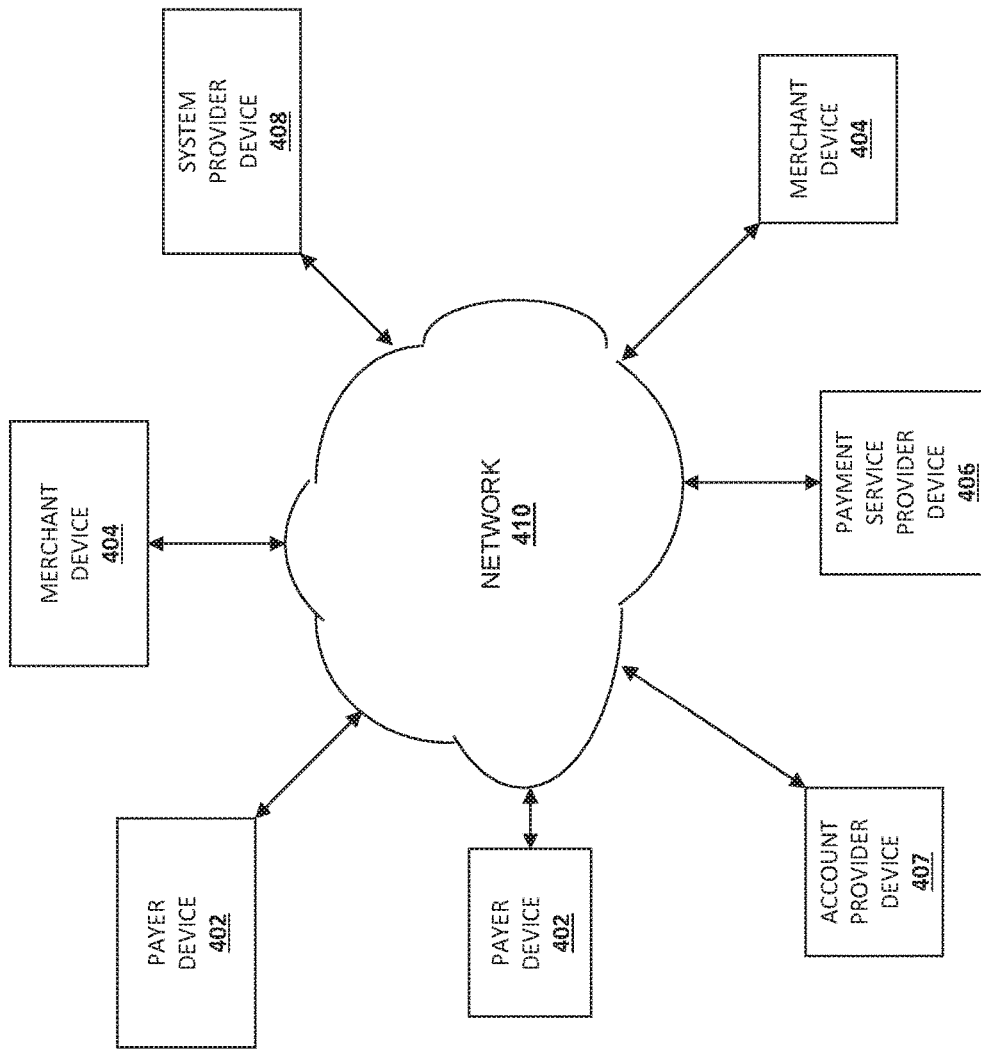 MERCHANT
DEVICE
404
PAYER
DEVICE
402
SYSTEM
PROVIDER
DEVICE
408
PAYER
DEVICE
402
NETWORK
410
ACCOUNT
PROVIDER
DEVICE
407
PAYMENT
SERVICE
PROVIDER
DEVICE
406
MERCHANT
DEVICE
404